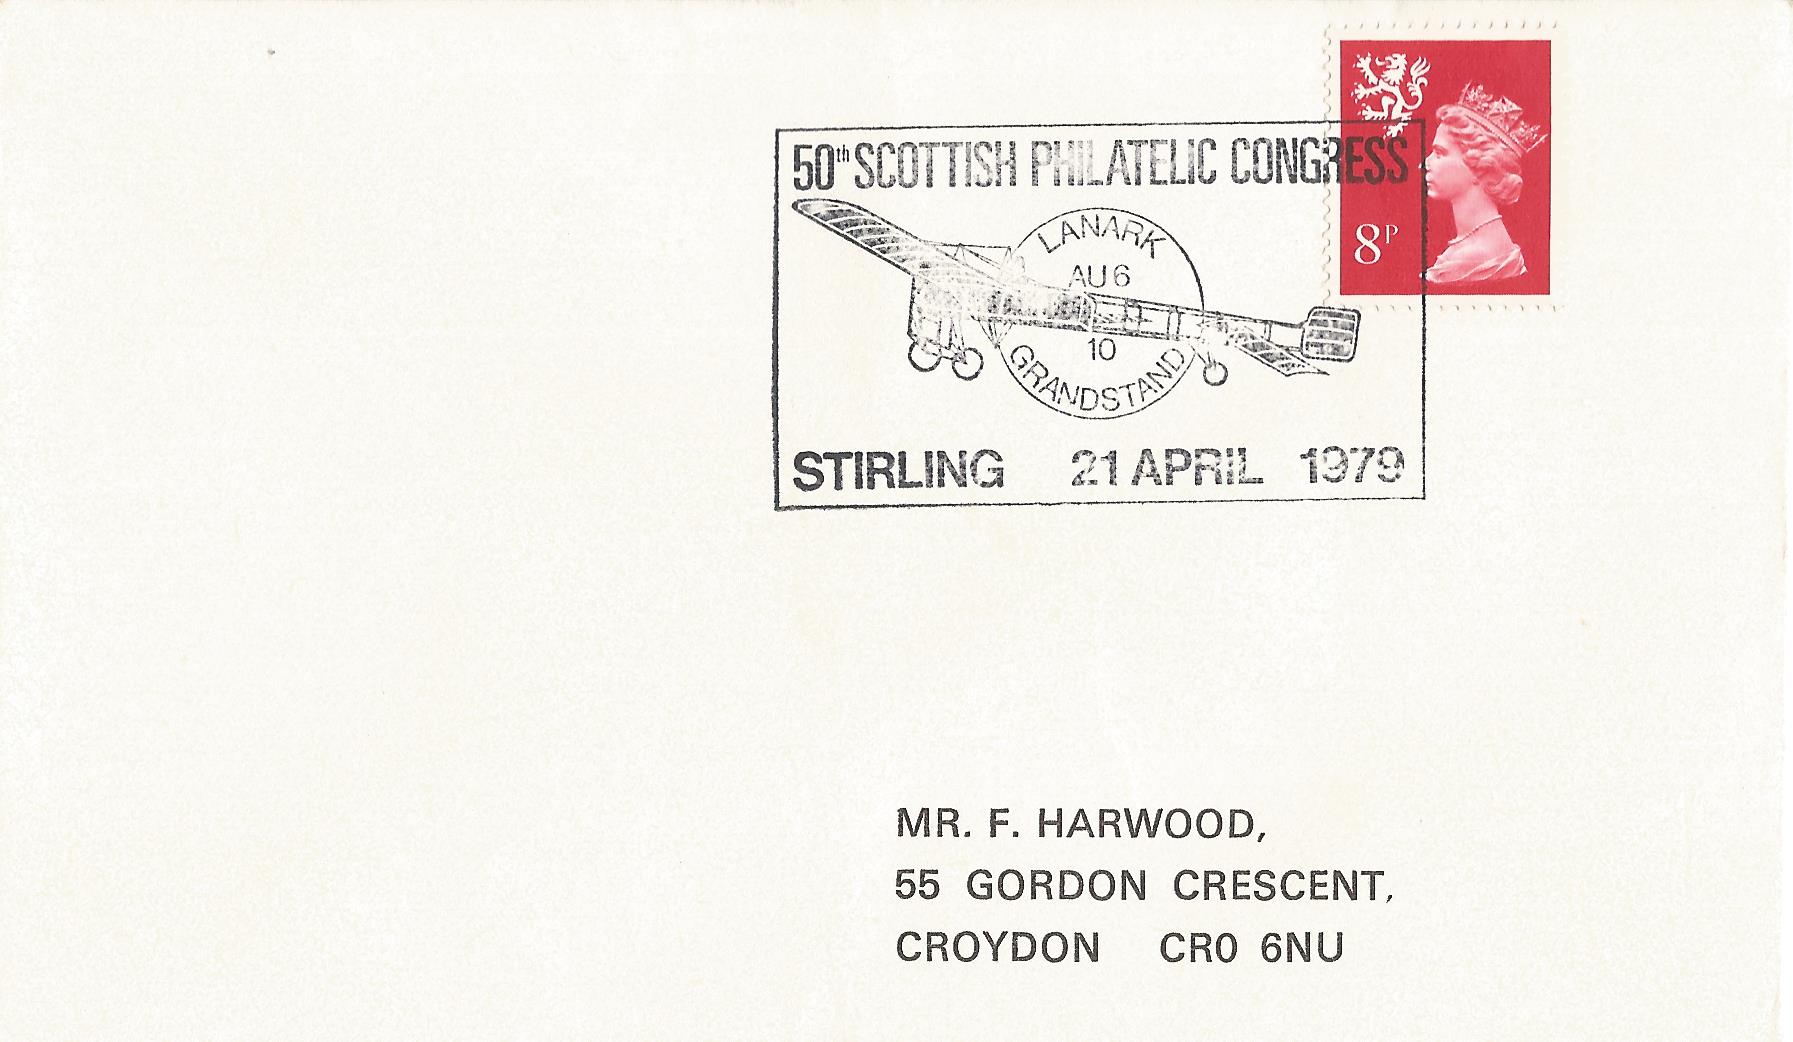 50th SCOTTISH PHILATELIC CONGRESS
8P
LANARK
AU 6
10
GRANDSTAND
STIRLING 21 APRIL 1979
MR. F. HARWOOD,
55 GORDON CRESCENT,
CROYDON CR0 6NU